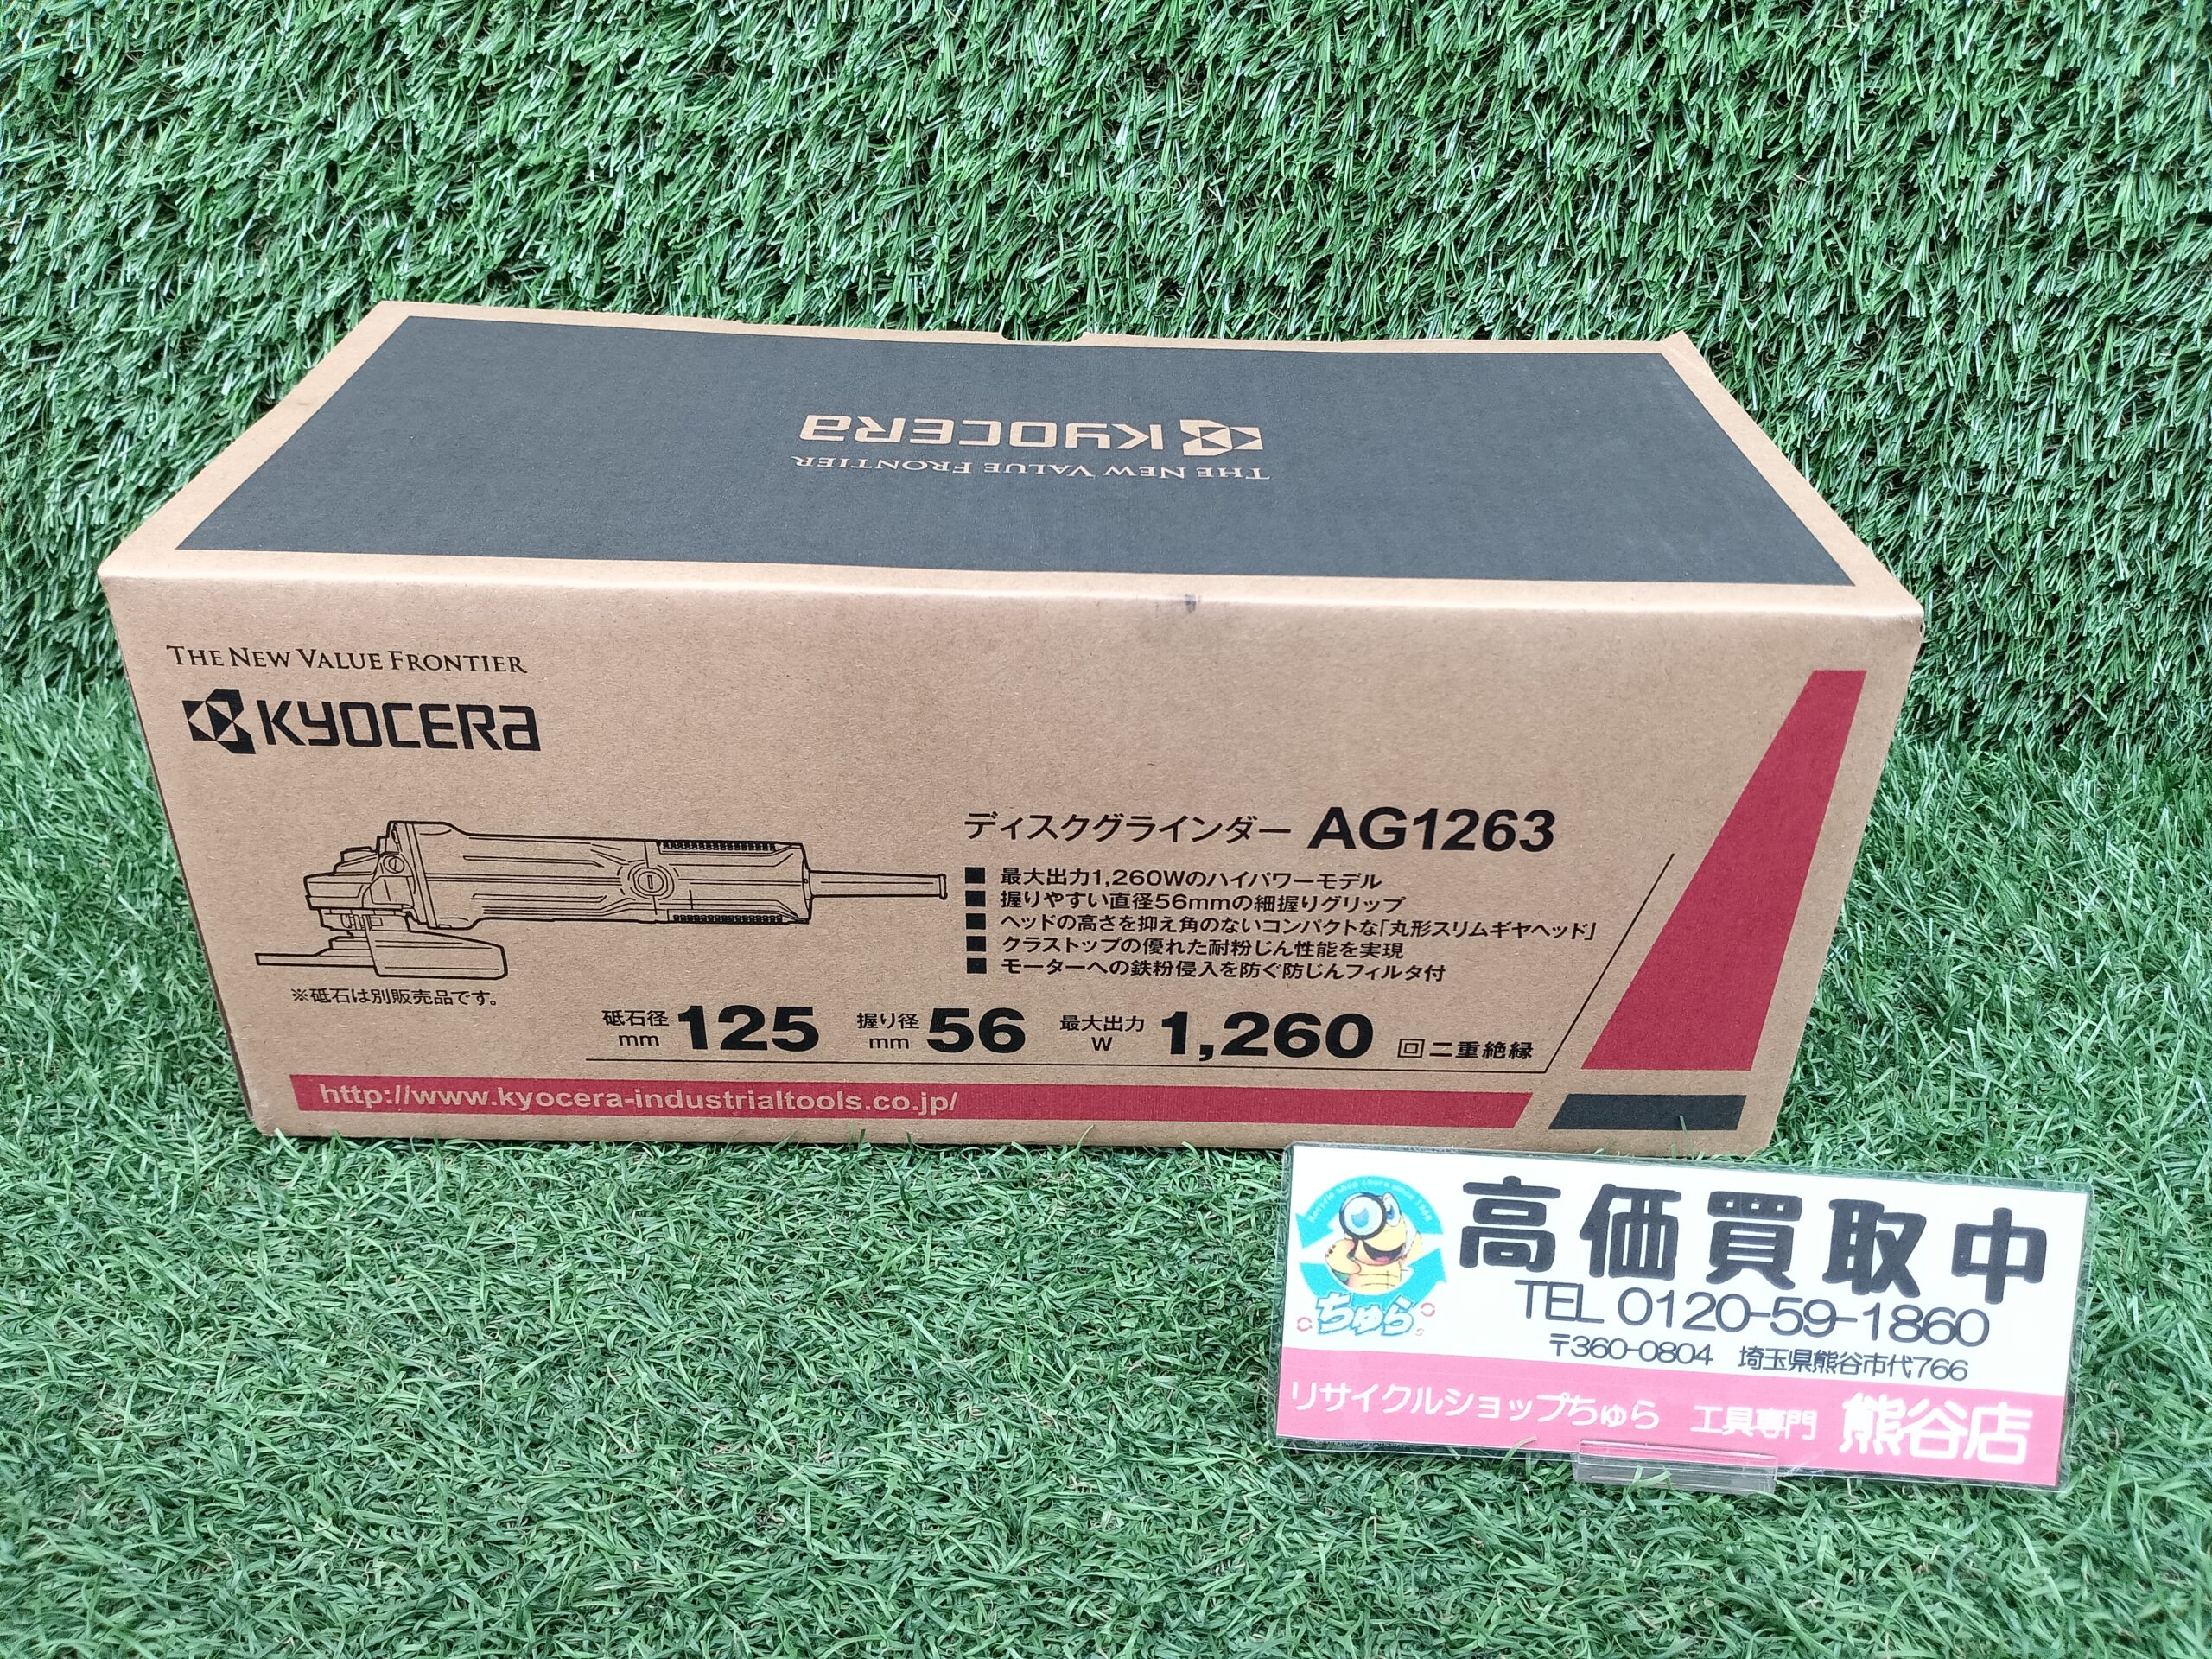 KYOCERA
THE NEW VALUE FRONTIER
THE NEW VALUE FRONTIER
KYOCERA
ディスクグラインダー AG1263
■ 最大出力1,260Wのハイパワーモデル
■ 握りやすい直径56mmの細握りグリップ
■ ヘッドの高さを抑え角のないコンパクトな「丸形スリムギヤヘッド」
■ クラストップの優れた耐粉じん性能を実現
■ モーターへの鉄粉侵入を防ぐ防じんフィルタ付
※砥石は別販売品です。
砥石径 mm 125 握り径 mm 56 最大出力 W 1,260 回 二重絶縁
http://www.kyocera-industrialtools.co.jp/
Recycle shop chura since 1998
ちゅら
高価買取中
TEL 0120-59-1860
〒360-0804 埼玉県熊谷市代766
リサイクルショップちゅら 工具専門 熊谷店